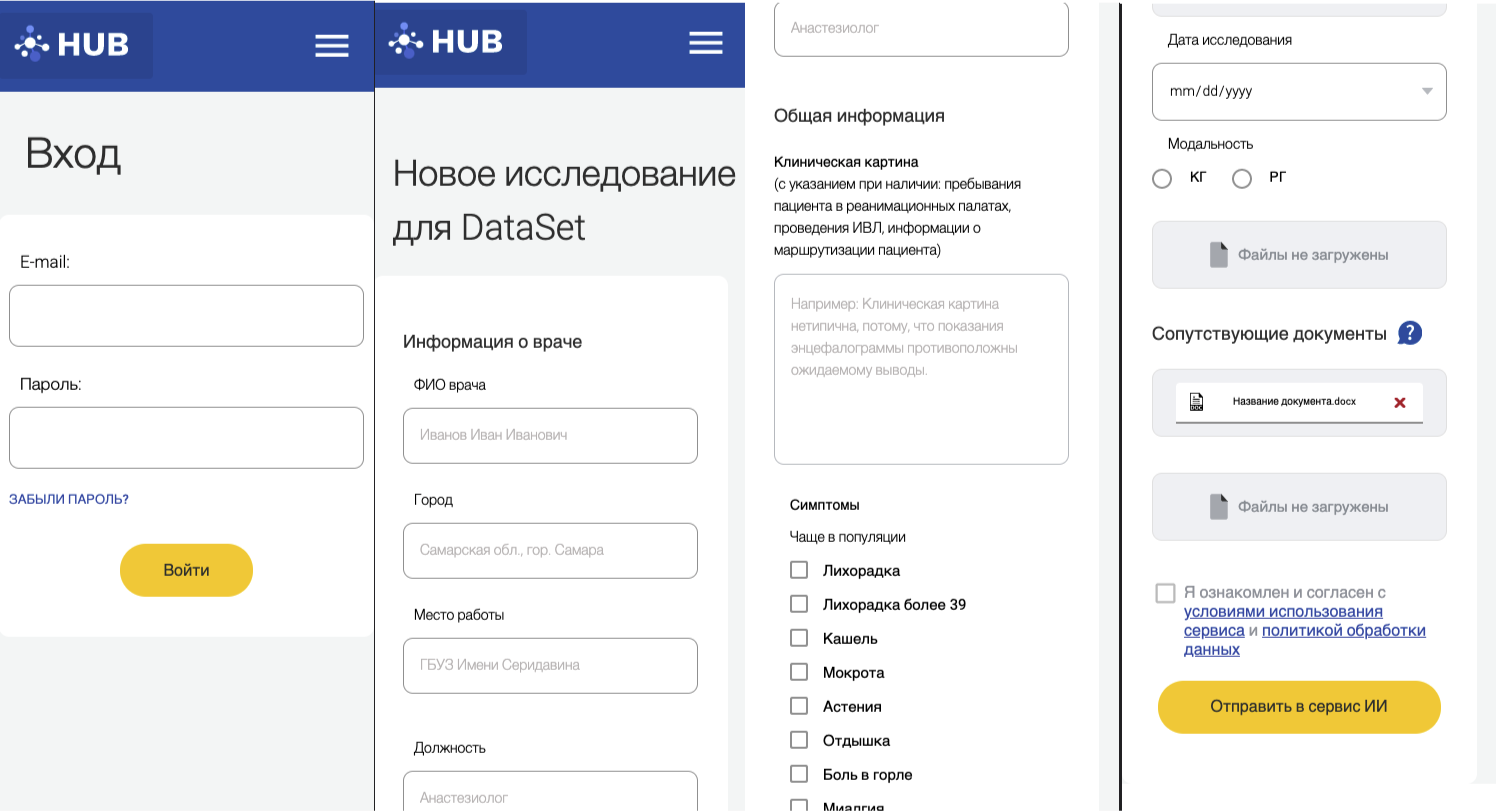 HUB
Вход
E-mail:
Пароль:
ЗАБЫЛИ ПАРОЛЬ?
Войти
HUB
Новое исследование
для DataSet
Информация о враче
ФИО врача
Иванов Иван Иванович
Город
Самарская обл., гор. Самара
Место работы
ГБУЗ Имени Серидавина
Должность
Анастезиолог
Анастезиолог
Общая информация
Клиническая картина
(с указанием при наличии: пребывания
пациента в реанимационных палатах,
проведения ИВЛ, информации о
маршрутизации пациента)
Например: Клиническая картина
нетипична, потому, что показания
энцефалограммы противоположны
ожидаемому выводы.
Симптомы
Чаще в популяции
Лихорадка
Лихорадка более 39
Кашель
Мокрота
Астения
Отдышка
Боль в горле
Миалгия
Дата исследования
mm/dd/yyyy
Модальность
КГ РГ
Файлы не загружены
Сопутствующие документы ?
DOC Название документа.docx
Файлы не загружены
Я ознакомлен и согласен с
условиями использования
сервиса и политикой обработки
данных
Отправить в сервис ИИ